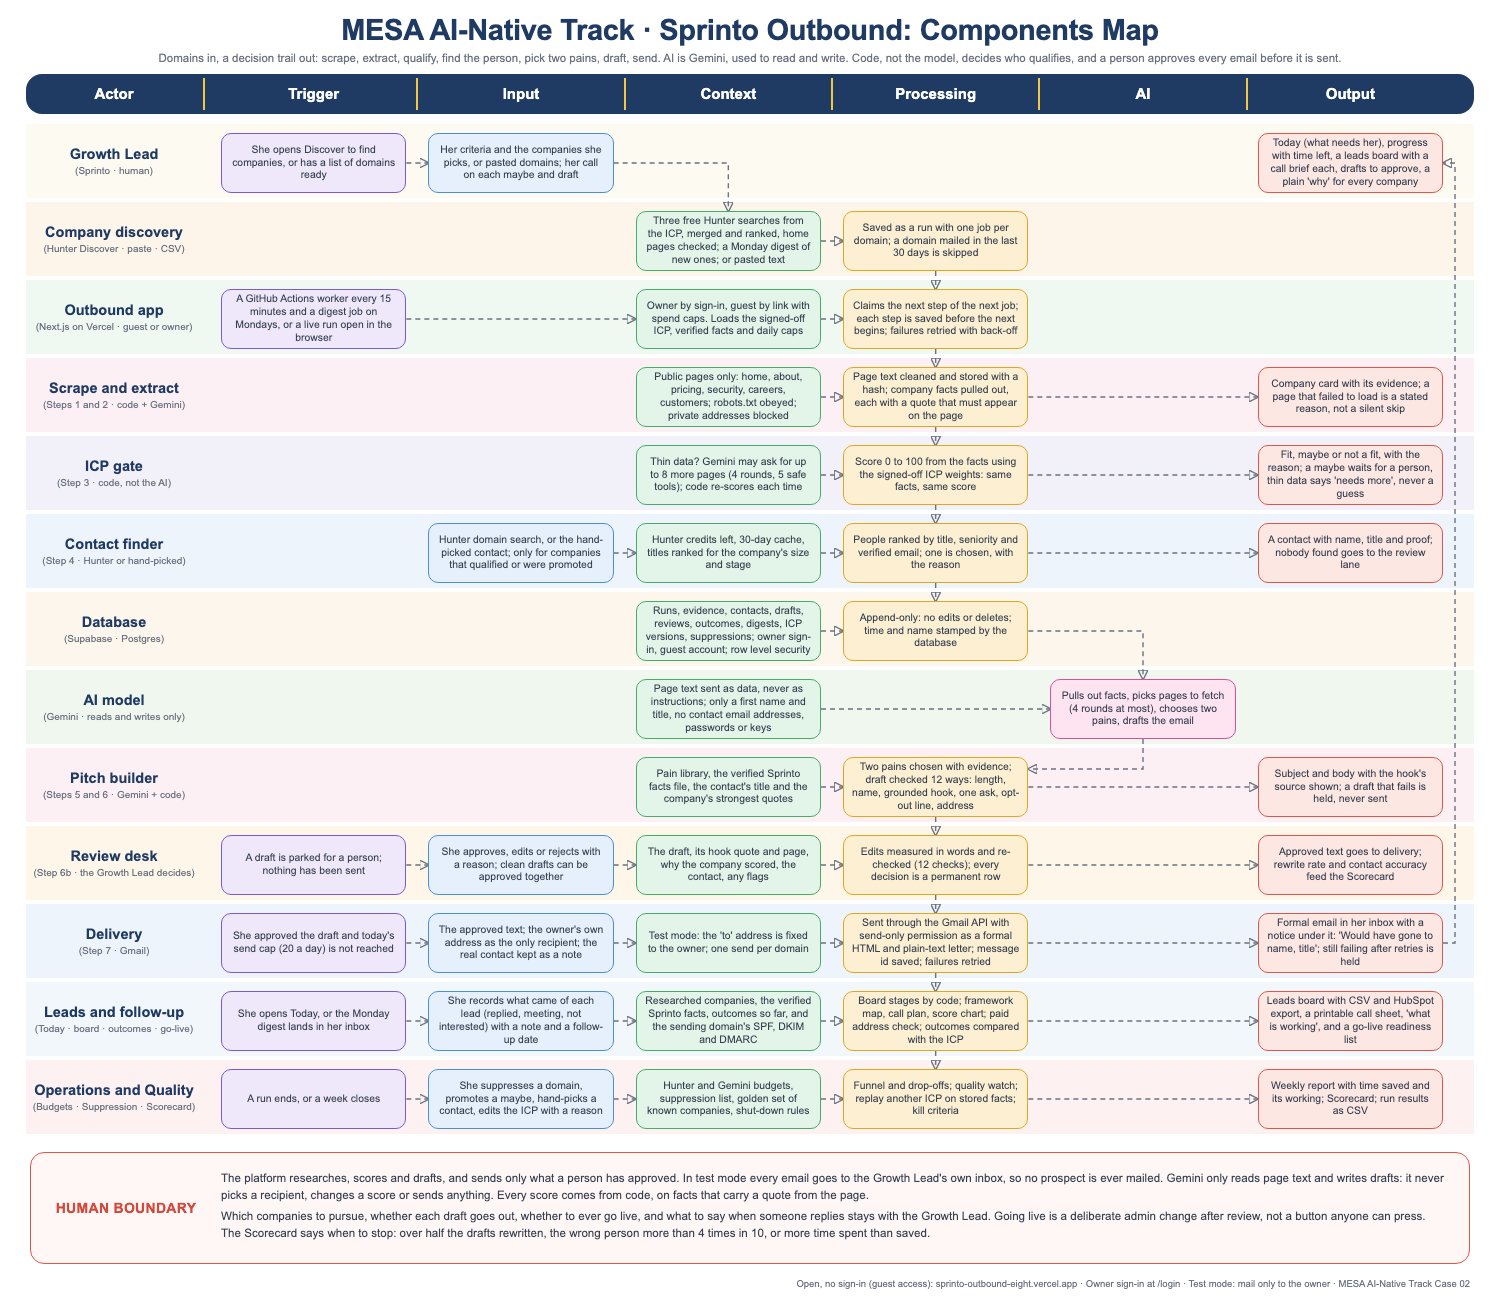 MESA AI-Native Track · Sprinto Outbound: Components Map
Domains in, a decision trail out: scrape, extract, qualify, find the person, pick two pains, draft, send. AI is Gemini, used to read and write. Code, not the model, decides who qualifies, and a person approves every email before it is sent.
Actor
Trigger
Input
Context
Processing
AI
Output
Growth Lead
(Sprinto · human)
She opens Discover to find
companies, or has a list of domains
ready
Her criteria and the companies she
picks, or pasted domains; her call
on each maybe and draft
Today (what needs her), progress
with time left, a leads board with a
call brief each, drafts to approve, a
plain 'why' for every company
Company discovery
(Hunter Discover · paste · CSV)
Three free Hunter searches from
the ICP, merged and ranked, home
pages checked; a Monday digest of
new ones; or pasted text
Saved as a run with one job per
domain; a domain mailed in the last
30 days is skipped
Outbound app
(Next.js on Vercel · guest or owner)
A GitHub Actions worker every 15
minutes and a digest job on
Mondays, or a live run open in the
browser
Owner by sign-in, guest by link with
spend caps. Loads the signed-off
ICP, verified facts and daily caps
Claims the next step of the next job;
each step is saved before the next
begins; failures retried with back-off
Scrape and extract
(Steps 1 and 2 · code + Gemini)
Public pages only: home, about,
pricing, security, careers,
customers; robots.txt obeyed;
private addresses blocked
Page text cleaned and stored with a
hash; company facts pulled out,
each with a quote that must appear
on the page
Company card with its evidence; a
page that failed to load is a stated
reason, not a silent skip
ICP gate
(Step 3 · code, not the AI)
Thin data? Gemini may ask for up
to 8 more pages (4 rounds, 5 safe
tools); code re-scores each time
Score 0 to 100 from the facts using
the signed-off ICP weights: same
facts, same score
Fit, maybe or not a fit, with the
reason; a maybe waits for a person,
thin data says 'needs more', never a
guess
Contact finder
(Step 4 · Hunter or hand-picked)
Hunter domain search, or the hand-
picked contact; only for companies
that qualified or were promoted
Hunter credits left, 30-day cache,
titles ranked for the company's size
and stage
People ranked by title, seniority and
verified email; one is chosen, with
the reason
A contact with name, title and proof;
nobody found goes to the review
lane
Database
(Supabase · Postgres)
Runs, evidence, contacts, drafts,
reviews, outcomes, digests, ICP
versions, suppressions; owner sign-
in, guest account; row level security
Append-only: no edits or deletes;
time and name stamped by the
database
AI model
(Gemini · reads and writes only)
Page text sent as data, never as
instructions; only a first name and
title, no contact email addresses,
passwords or keys
Pulls out facts, picks pages to fetch
(4 rounds at most), chooses two
pains, drafts the email
Pitch builder
(Steps 5 and 6 · Gemini + code)
Pain library, the verified Sprinto
facts file, the contact's title and the
company's strongest quotes
Two pains chosen with evidence;
draft checked 12 ways: length,
name, grounded hook, one ask, opt-
out line, address
Subject and body with the hook's
source shown; a draft that fails is
held, never sent
Review desk
(Step 6b · the Growth Lead decides)
A draft is parked for a person;
nothing has been sent
She approves, edits or rejects with
a reason; clean drafts can be
approved together
The draft, its hook quote and page,
why the company scored, the
contact, any flags
Edits measured in words and re-
checked (12 checks); every
decision is a permanent row
Approved text goes to delivery;
rewrite rate and contact accuracy
feed the Scorecard
Delivery
(Step 7 · Gmail)
She approved the draft and today's
send cap (20 a day) is not reached
The approved text; the owner's own
address as the only recipient; the
real contact kept as a note
Test mode: the 'to' address is fixed
to the owner; one send per domain
Sent through the Gmail API with
send-only permission as a formal
HTML and plain-text letter; message
id saved; failures retried
Formal email in her inbox with a
notice under it: 'Would have gone to
name, title'; still failing after retries is
held
Leads and follow-up
(Today · board · outcomes · go-live)
She opens Today, or the Monday
digest lands in her inbox
She records what came of each
lead (replied, meeting, not
interested) with a note and a follow-
up date
Researched companies, the verified
Sprinto facts, outcomes so far, and
the sending domain's SPF, DKIM
and DMARC
Board stages by code; framework
map, call plan, score chart; paid
address check; outcomes compared
with the ICP
Leads board with CSV and HubSpot
export, a printable call sheet, 'what
is working', and a go-live readiness
list
Operations and Quality
(Budgets · Suppression · Scorecard)
A run ends, or a week closes
She suppresses a domain,
promotes a maybe, hand-picks a
contact, edits the ICP with a reason
Hunter and Gemini budgets,
suppression list, golden set of
known companies, shut-down rules
Funnel and drop-offs; quality watch;
replay another ICP on stored facts;
kill criteria
Weekly report with time saved and
its working; Scorecard; run results
as CSV
HUMAN BOUNDARY
The platform researches, scores and drafts, and sends only what a person has approved. In test mode every email goes to the Growth Lead's own inbox, so no prospect is ever mailed. Gemini only reads page text and writes drafts: it never
picks a recipient, changes a score or sends anything. Every score comes from code, on facts that carry a quote from the page.
Which companies to pursue, whether each draft goes out, whether to ever go live, and what to say when someone replies stays with the Growth Lead. Going live is a deliberate admin change after review, not a button anyone can press.
The Scorecard says when to stop: over half the drafts rewritten, the wrong person more than 4 times in 10, or more time spent than saved.
Open, no sign-in (guest access): sprinto-outbound-eight.vercel.app · Owner sign-in at /login · Test mode: mail only to the owner · MESA AI-Native Track Case 02